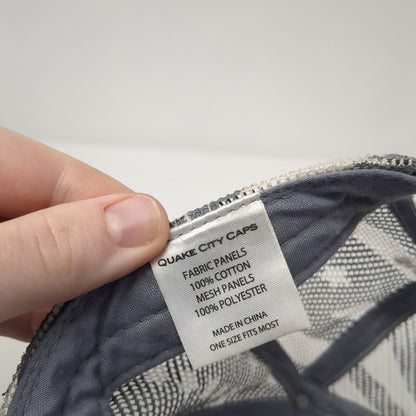 QUAKE CITY CAPS
FABRIC PANELS
100% COTTON
MESH PANELS
100% POLYESTER
MADE IN CHINA
ONE SIZE FITS MOST